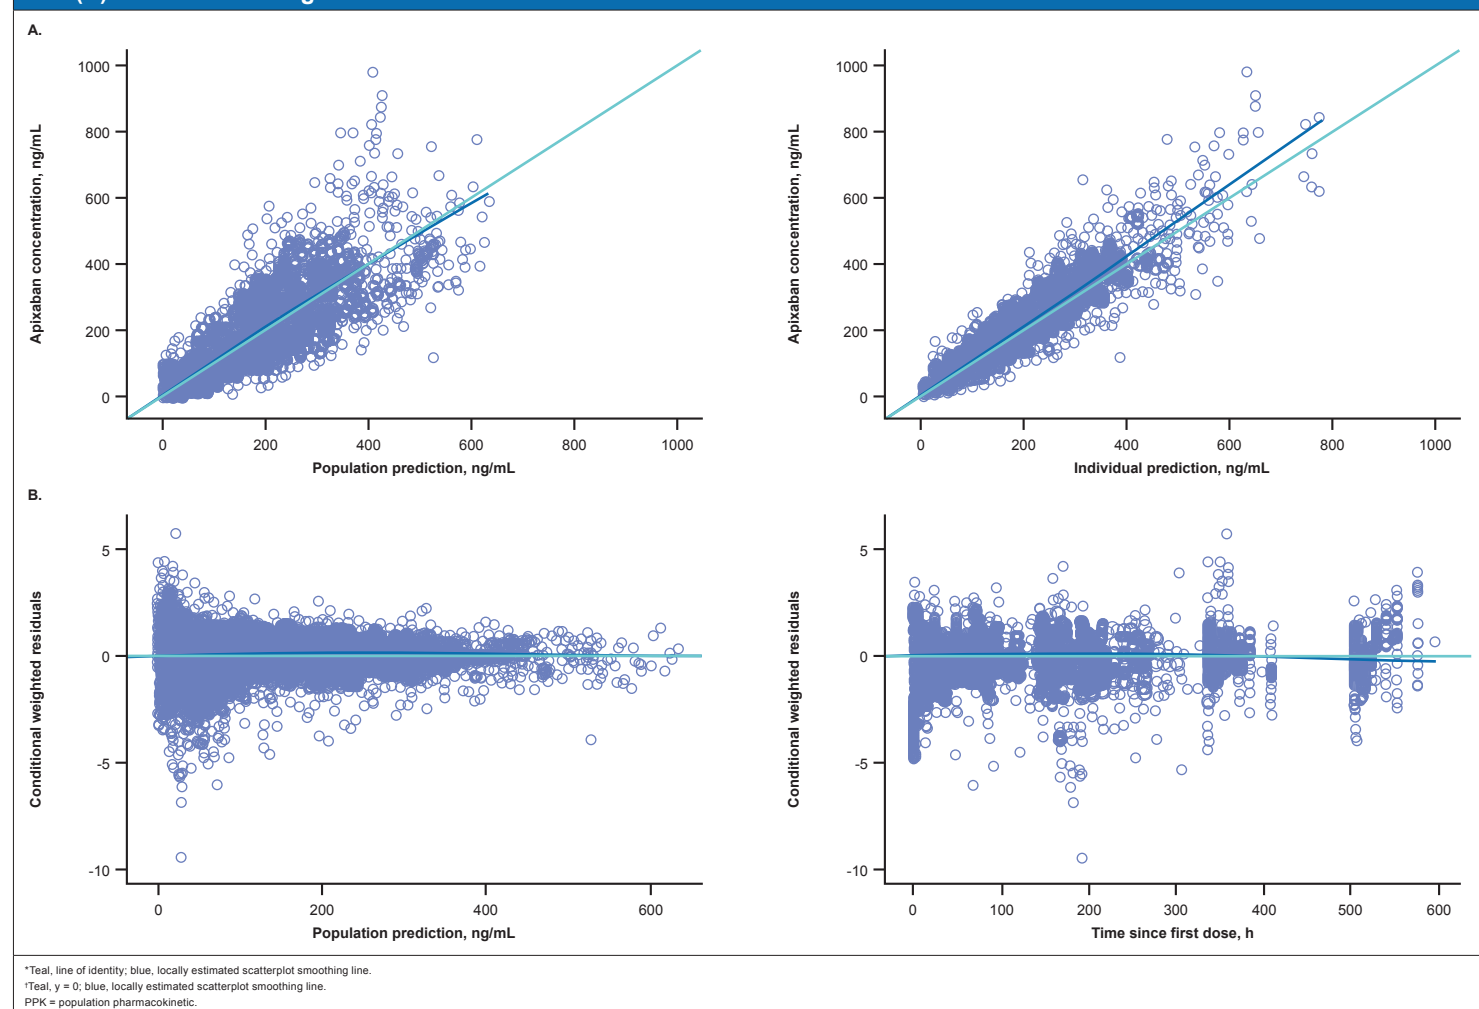 A.
1000
800
600
400
200
0
Apixaban concentration, ng/mL
0 200 400 600 800 1000
Population prediction, ng/mL
1000
800
600
400
200
0
Apixaban concentration, ng/mL
0 200 400 600 800 1000
Individual prediction, ng/mL
B.
5
0
-5
-10
Conditional weighted residuals
0 200 400 600
Population prediction, ng/mL
5
0
-5
-10
Conditional weighted residuals
0 100 200 300 400 500 600
Time since first dose, h
*Teal, line of identity; blue, locally estimated scatterplot smoothing line.
†Teal, y = 0; blue, locally estimated scatterplot smoothing line.
PPK = population pharmacokinetic.